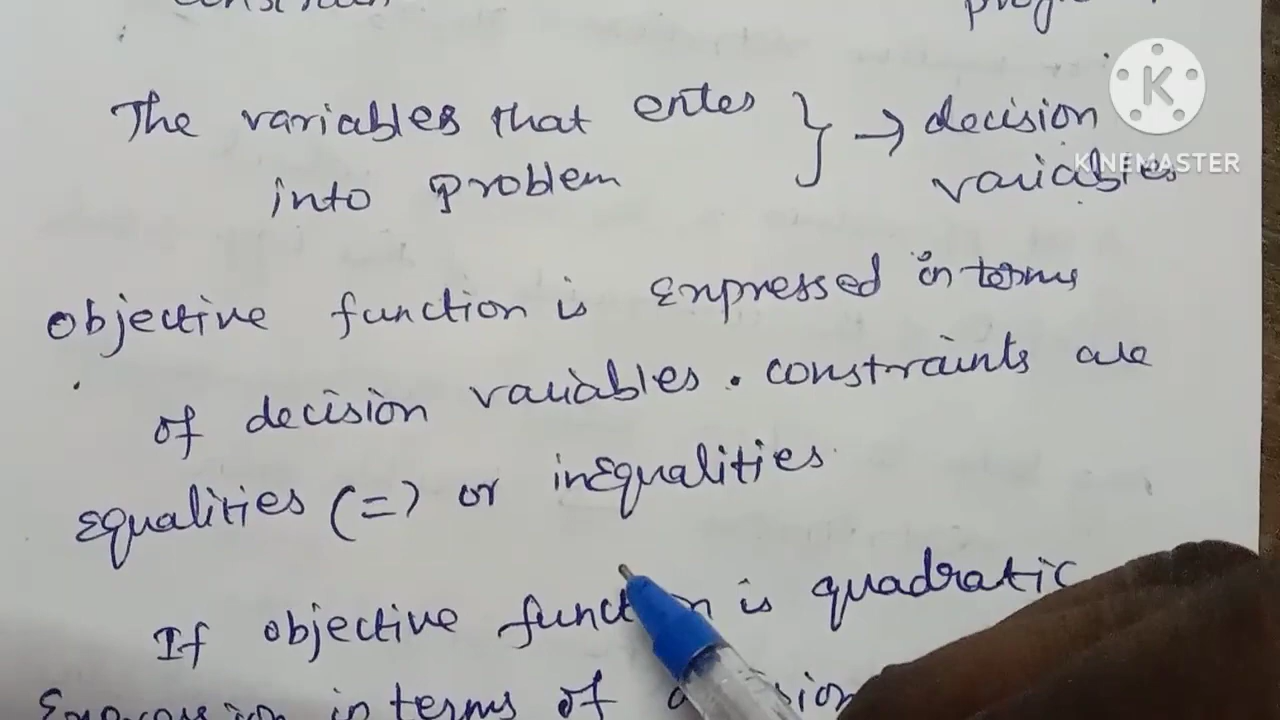 The variables that enter } → decision
into problem variables
KINEMASTER
objective function is expressed in terms
of decision variables. constraints are
equalities (=) or inequalities
If objective function is quadratic
in terms of